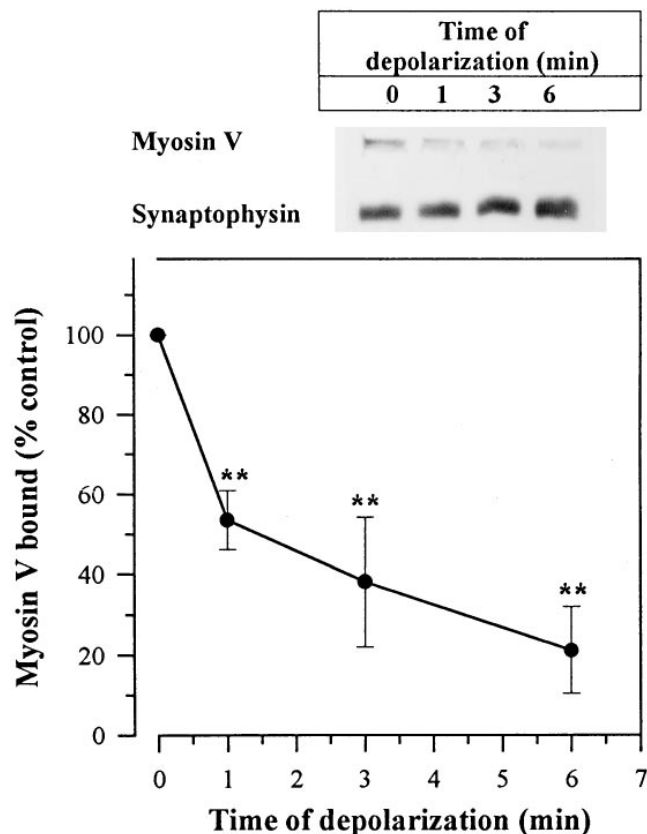 Time of
depolarization (min)
0 1 3 6
Myosin V
Synaptophysin
Myosin V bound (% control)
100
80
60
40
20
0
**
**
**
0 1 2 3 4 5 6 7
Time of depolarization (min)